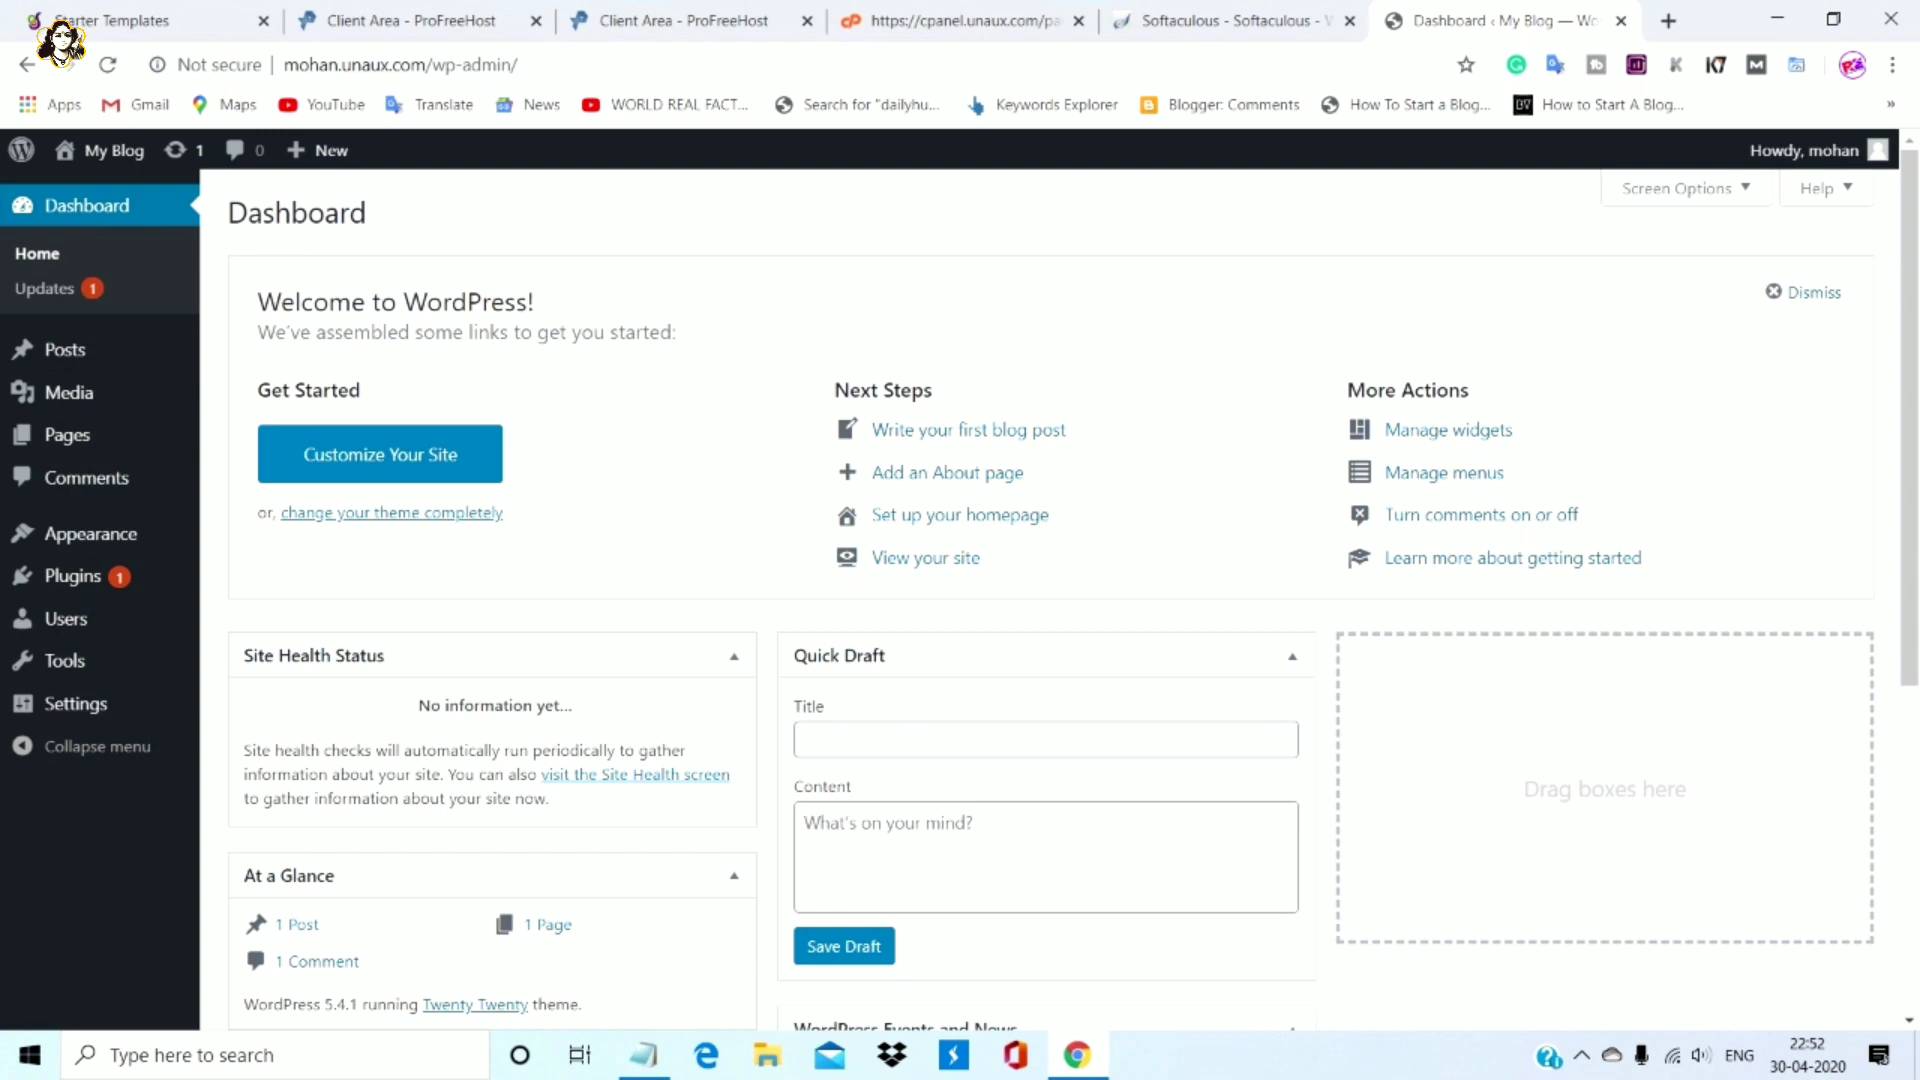 Starter Templates
Client Area - ProFreeHost
Client Area - ProFreeHost
https://cpanel.unaux.com/pa
Softaculous - Softaculous - V
Dashboard ‹ My Blog — Wo
Not secure | mohan.unaux.com/wp-admin/
Apps
Gmail
Maps
YouTube
Translate
News
WORLD REAL FACT...
Search for "dailyhu...
Keywords Explorer
Blogger: Comments
How To Start a Blog...
How to Start A Blog...
»
My Blog
1
0
New
Howdy, mohan
Dashboard
Home
Updates 1
Posts
Media
Pages
Comments
Appearance
Plugins 1
Users
Tools
Settings
Collapse menu
Screen Options
Help
Dashboard
Welcome to WordPress!
We've assembled some links to get you started:
Dismiss
Get Started
Customize Your Site
or, change your theme completely
Next Steps
Write your first blog post
Add an About page
Set up your homepage
View your site
More Actions
Manage widgets
Manage menus
Turn comments on or off
Learn more about getting started
Site Health Status
No information yet...
Site health checks will automatically run periodically to gather
information about your site. You can also visit the Site Health screen
to gather information about your site now.
At a Glance
1 Post
1 Page
1 Comment
WordPress 5.4.1 running Twenty Twenty theme.
Quick Draft
Title
Content
What's on your mind?
Save Draft
WordPress Events and News
Drag boxes here
Type here to search
ENG
22:52
30-04-2020